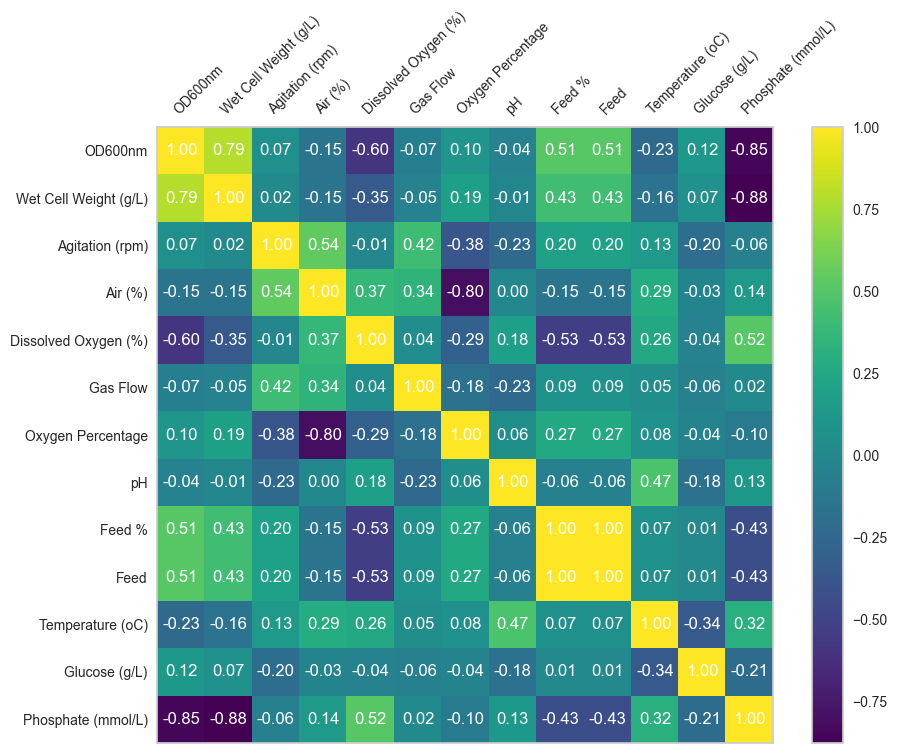 OD600nm
Wet Cell Weight (g/L)
Agitation (rpm)
Air (%)
Dissolved Oxygen (%)
Gas Flow
Oxygen Percentage
pH
Feed %
Feed
Temperature (oC)
Glucose (g/L)
Phosphate (mmol/L)
OD600nm 1.00 0.79 0.07 -0.15 -0.60 -0.07 0.10 -0.04 0.51 0.51 -0.23 0.12 -0.85
Wet Cell Weight (g/L) 0.79 1.00 0.02 -0.15 -0.35 -0.05 0.19 -0.01 0.43 0.43 -0.16 0.07 -0.88
Agitation (rpm) 0.07 0.02 1.00 0.54 -0.01 0.42 -0.38 -0.23 0.20 0.20 0.13 -0.20 -0.06
Air (%) -0.15 -0.15 0.54 1.00 0.37 0.34 -0.80 0.00 -0.15 -0.15 0.29 -0.03 0.14
Dissolved Oxygen (%) -0.60 -0.35 -0.01 0.37 1.00 0.04 -0.29 0.18 -0.53 -0.53 0.26 -0.04 0.52
Gas Flow -0.07 -0.05 0.42 0.34 0.04 1.00 -0.18 -0.23 0.09 0.09 0.05 -0.06 0.02
Oxygen Percentage 0.10 0.19 -0.38 -0.80 -0.29 -0.18 1.00 0.06 0.27 0.27 0.08 -0.04 -0.10
pH -0.04 -0.01 -0.23 0.00 0.18 -0.23 0.06 1.00 -0.06 -0.06 0.47 -0.18 0.13
Feed % 0.51 0.43 0.20 -0.15 -0.53 0.09 0.27 -0.06 1.00 1.00 0.07 0.01 -0.43
Feed 0.51 0.43 0.20 -0.15 -0.53 0.09 0.27 -0.06 1.00 1.00 0.07 0.01 -0.43
Temperature (oC) -0.23 -0.16 0.13 0.29 0.26 0.05 0.08 0.47 0.07 0.07 1.00 -0.34 0.32
Glucose (g/L) 0.12 0.07 -0.20 -0.03 -0.04 -0.06 -0.04 -0.18 0.01 0.01 -0.34 1.00 -0.21
Phosphate (mmol/L) -0.85 -0.88 -0.06 0.14 0.52 0.02 -0.10 0.13 -0.43 -0.43 0.32 -0.21 1.00
1.00
0.75
0.50
0.25
0.00
−0.25
−0.50
−0.75